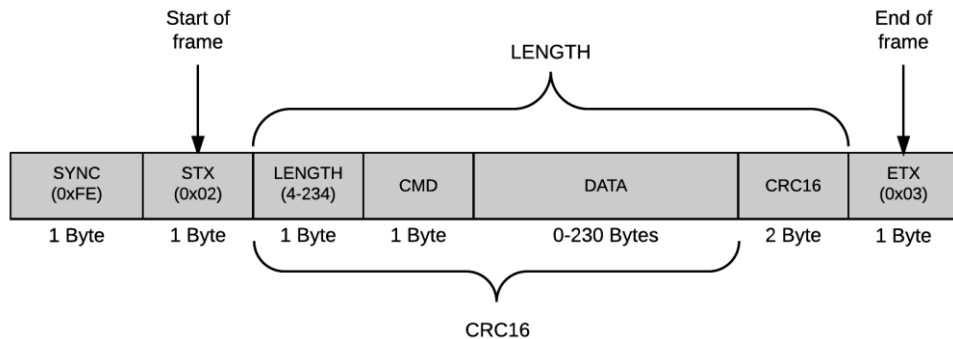 Start of
frame
End of
frame
LENGTH
SYNC
(0xFE)
STX
(0x02)
LENGTH
(4-234)
CMD
DATA
CRC16
ETX
(0x03)
1 Byte
1 Byte
1 Byte
1 Byte
0-230 Bytes
2 Byte
1 Byte
CRC16